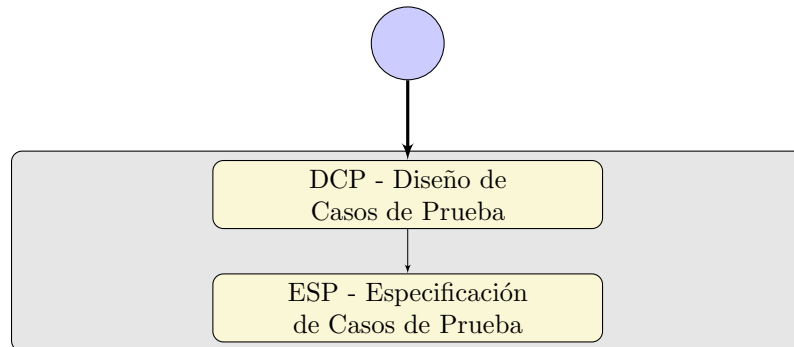 DCP - Diseño de
Casos de Prueba
ESP - Especificación
de Casos de Prueba